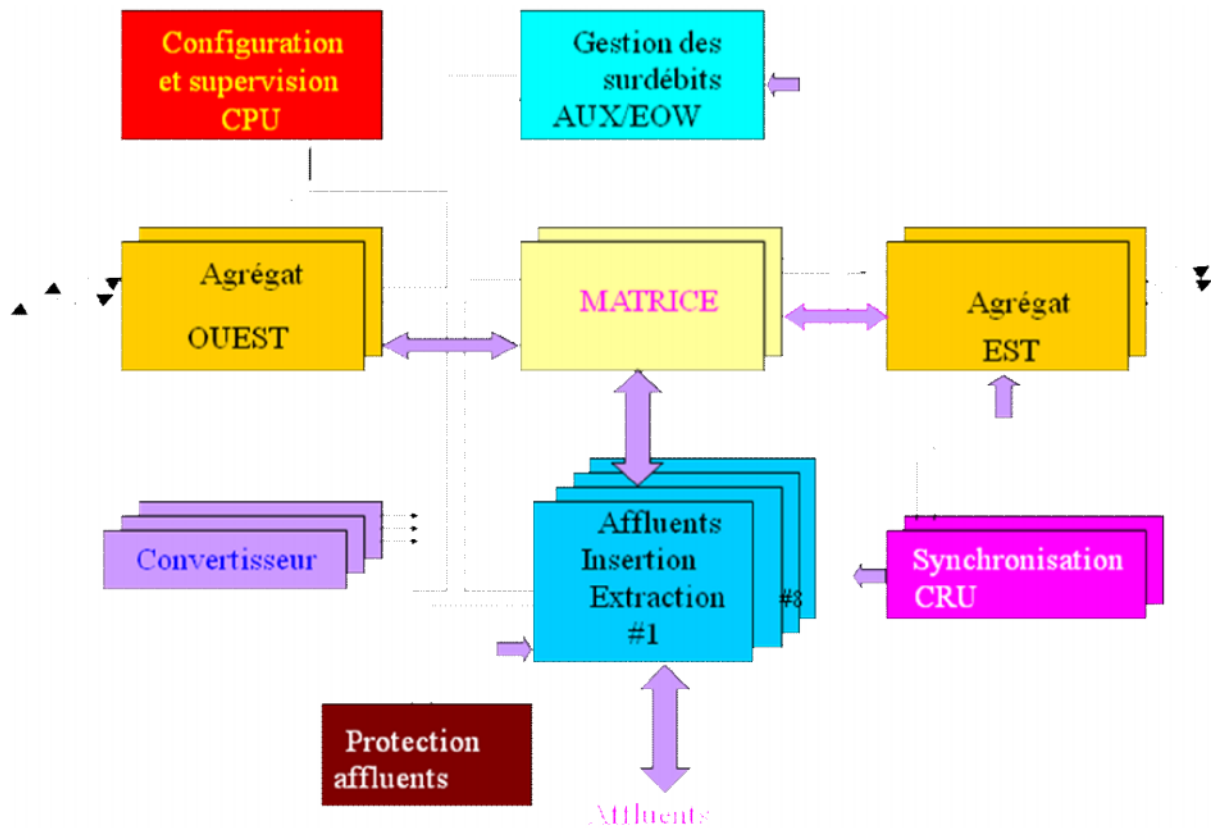 Configuration
et supervision
CPU
Gestion des
surdébits
AUX/EOW
Agrégat
OUEST
MATRICE
Agrégat
EST
Convertisseur
Affluents
Insertion
Extraction
#1
#8
Synchronisation
CRU
Protection
affluents
Affluents